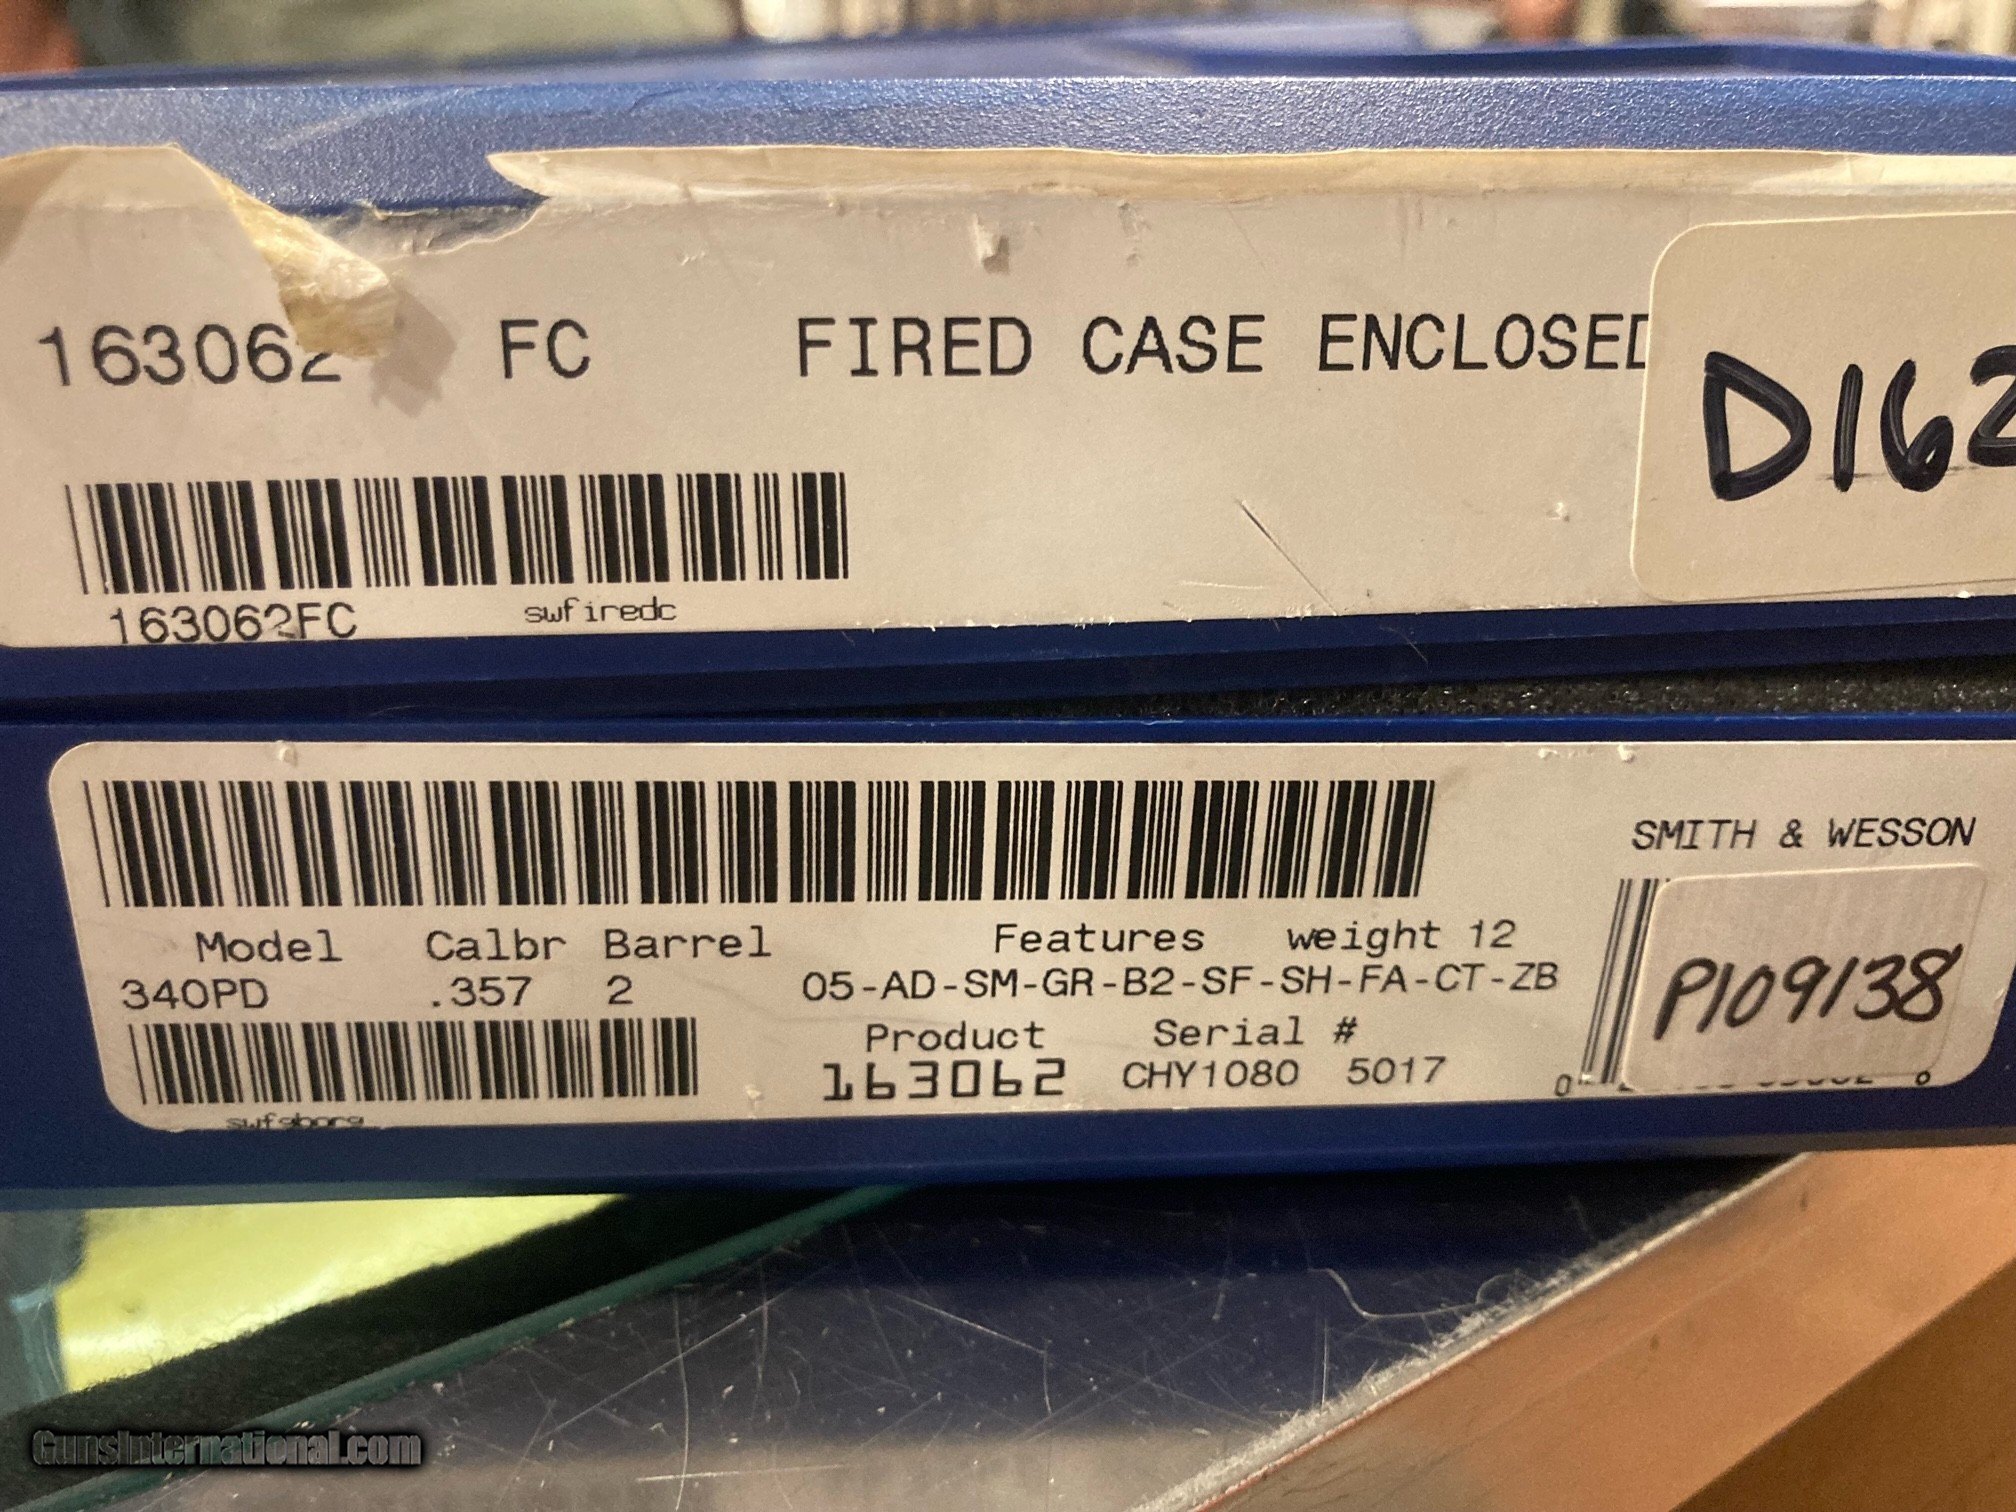 163062 FC FIRED CASE ENCLOSED
D162
163062FC swfiredc
SMITH & WESSON
Model Calbr Barrel Features weight 12
340PD .357 2 05-AD-SM-GR-B2-SF-SH-FA-CT-ZB
P109138
Product Serial #
163062 CHY1080 5017
GunsInternational.com